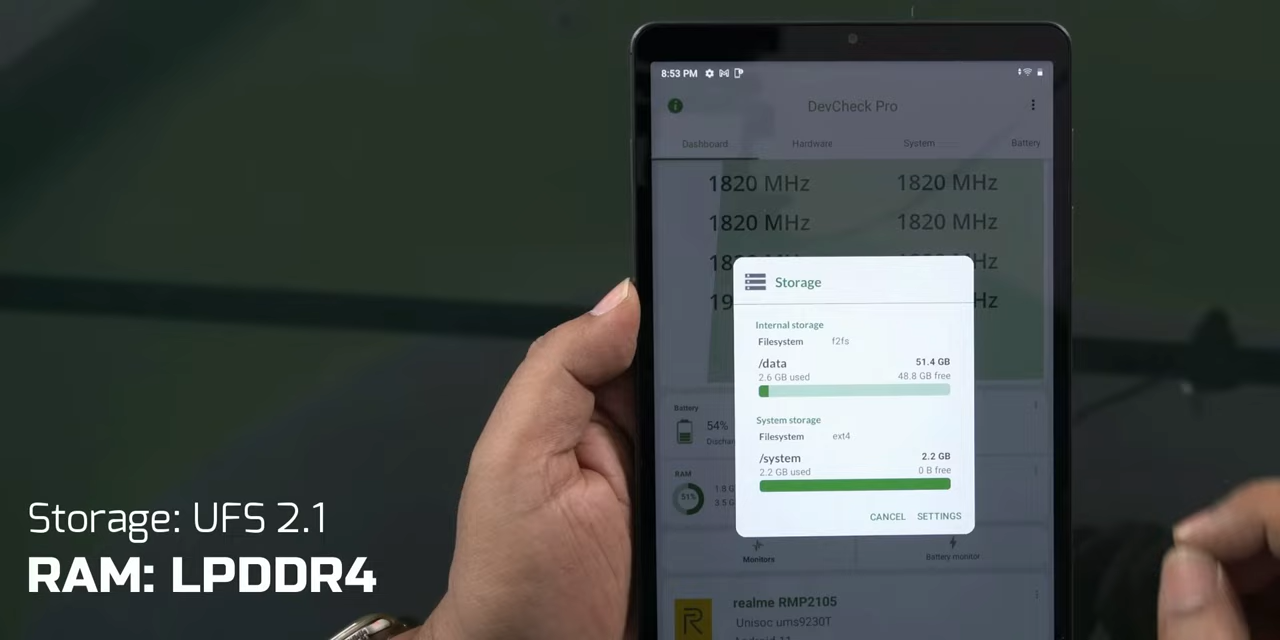 8:53 PM
DevCheck Pro
Dashboard Hardware System Battery
1820 MHz 1820 MHz
1820 MHz 1820 MHz
Storage
Internal storage
Filesystem f2fs
/data 51.4 GB
2.6 GB used 48.8 GB free
System storage
Filesystem ext4
/system 2.2 GB
2.2 GB used 0 B free
CANCEL SETTINGS
Battery
54%
RAM
51%
Monitors Battery monitor
realme RMP2105
Unisoc ums9230T
Storage: UFS 2.1
RAM: LPDDR4